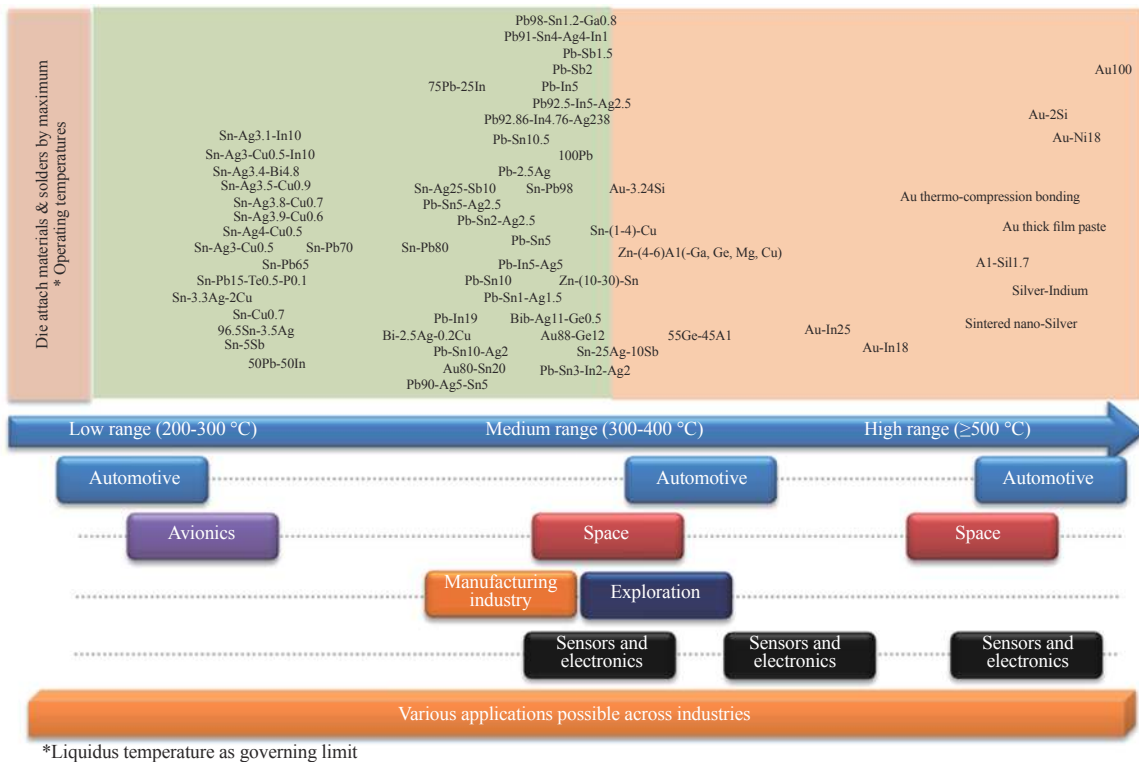 Die attach materials & solders by maximum
* Operating temperatures
Pb98-Sn1.2-Ga0.8
Pb91-Sn4-Ag4-In1
Pb-Sb1.5
Pb-Sb2
Au100
75Pb-25In
Pb-In5
Pb92.5-In5-Ag2.5
Au-2Si
Pb92.86-In4.76-Ag238
Sn-Ag3.1-In10
Pb-Sn10.5
Au-Ni18
Sn-Ag3-Cu0.5-In10
100Pb
Sn-Ag3.4-Bi4.8
Pb-2.5Ag
Sn-Ag3.5-Cu0.9
Sn-Ag25-Sb10
Sn-Pb98
Au-3.24Si
Au thermo-compression bonding
Sn-Ag3.8-Cu0.7
Pb-Sn5-Ag2.5
Sn-Ag3.9-Cu0.6
Pb-Sn2-Ag2.5
Au thick film paste
Sn-Ag4-Cu0.5
Sn-(1-4)-Cu
Pb-Sn5
Sn-Ag3-Cu0.5
Sn-Pb70
Sn-Pb80
Zn-(4-6)A1(-Ga, Ge, Mg, Cu)
Sn-Pb65
Pb-In5-Ag5
A1-Sil1.7
Sn-Pb15-Te0.5-P0.1
Pb-Sn10
Zn-(10-30)-Sn
Silver-Indium
Sn-3.3Ag-2Cu
Pb-Sn1-Ag1.5
Sn-Cu0.7
Pb-In19
Bib-Ag11-Ge0.5
Sintered nano-Silver
96.5Sn-3.5Ag
Bi-2.5Ag-0.2Cu
Au88-Ge12
55Ge-45A1
Au-In25
Sn-5Sb
Pb-Sn10-Ag2
Sn-25Ag-10Sb
Au-In18
50Pb-50In
Au80-Sn20
Pb-Sn3-In2-Ag2
Pb90-Ag5-Sn5
Low range (200-300 °C)
Medium range (300-400 °C)
High range (≥500 °C)
Automotive
Automotive
Automotive
Avionics
Space
Space
Manufacturing
industry
Exploration
Sensors and
electronics
Sensors and
electronics
Sensors and
electronics
Various applications possible across industries
*Liquidus temperature as governing limit